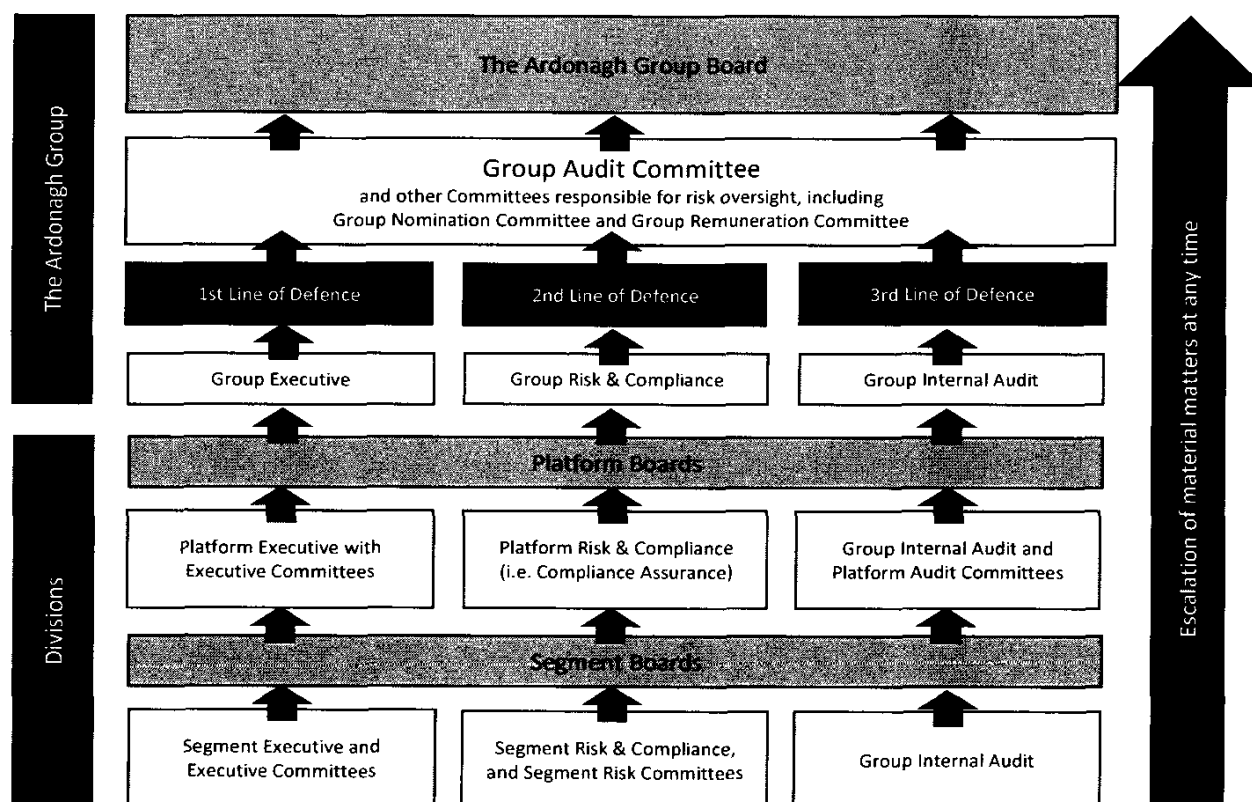 The Ardonagh Group Board
Group Audit Committee
and other Committees responsible for risk oversight, including
Group Nomination Committee and Group Remuneration Committee
The Ardonagh Group
1st Line of Defence
2nd Line of Defence
3rd Line of Defence
Group Executive
Group Risk & Compliance
Group Internal Audit
Platform Boards
Platform Executive with
Executive Committees
Platform Risk & Compliance
(i.e. Compliance Assurance)
Group Internal Audit and
Platform Audit Committees
Divisions
Segment Boards
Segment Executive and
Executive Committees
Segment Risk & Compliance,
and Segment Risk Committees
Group Internal Audit
Escalation of material matters at any time